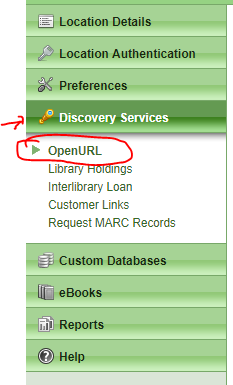 Location Details
Location Authentication
Preferences
Discovery Services
OpenURL
Library Holdings
Interlibrary Loan
Customer Links
Request MARC Records
Custom Databases
eBooks
Reports
Help